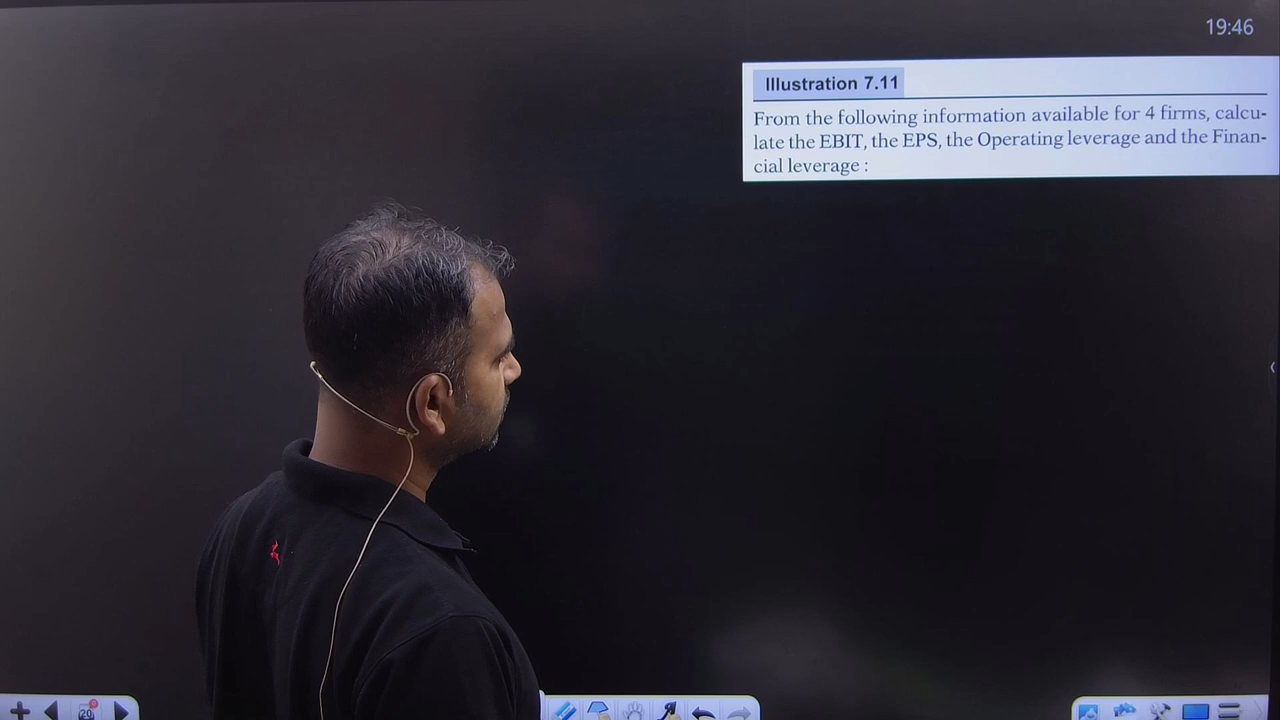 19:46
Illustration 7.11
From the following information available for 4 firms, calcu-
late the EBIT, the EPS, the Operating leverage and the Finan-
cial leverage :
20